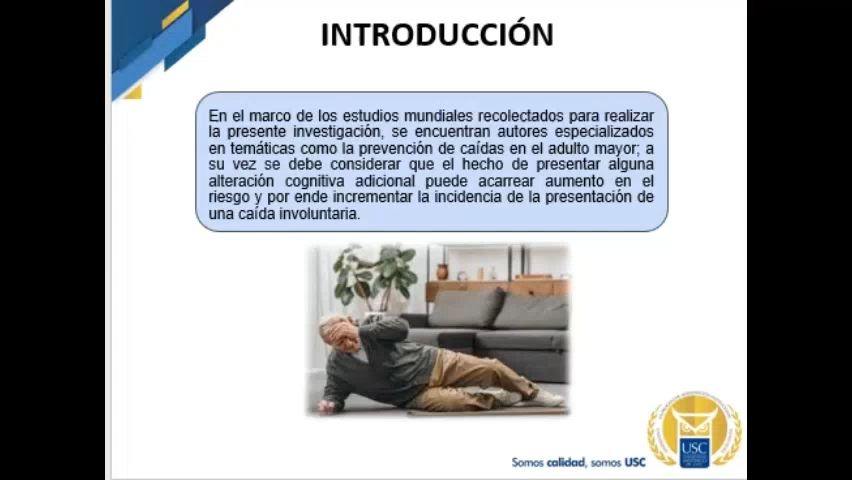 INTRODUCCIÓN
En el marco de los estudios mundiales recolectados para realizar
la presente investigación, se encuentran autores especializados
en temáticas como la prevención de caídas en el adulto mayor; a
su vez se debe considerar que el hecho de presentar alguna
alteración cognitiva adicional puede acarrear aumento en el
riesgo y por ende incrementar la incidencia de la presentación de
una caída involuntaria.
Somos calidad, somos USC
USC